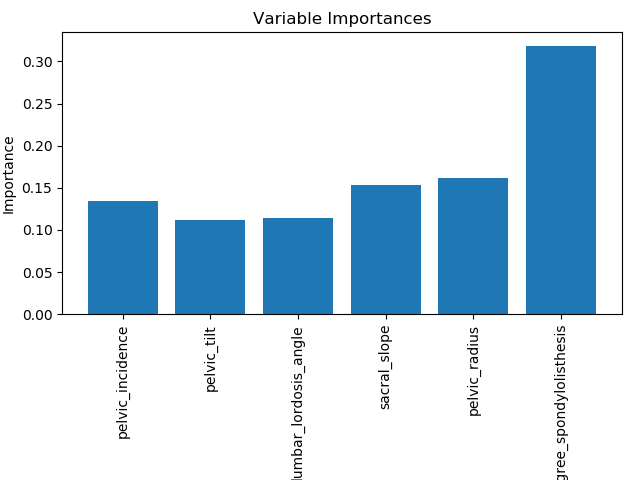 Variable Importances
Importance
0.30
0.25
0.20
0.15
0.10
0.05
0.00
pelvic_incidence
pelvic_tilt
lumbar_lordosis_angle
sacral_slope
pelvic_radius
gree_spondylolisthesis